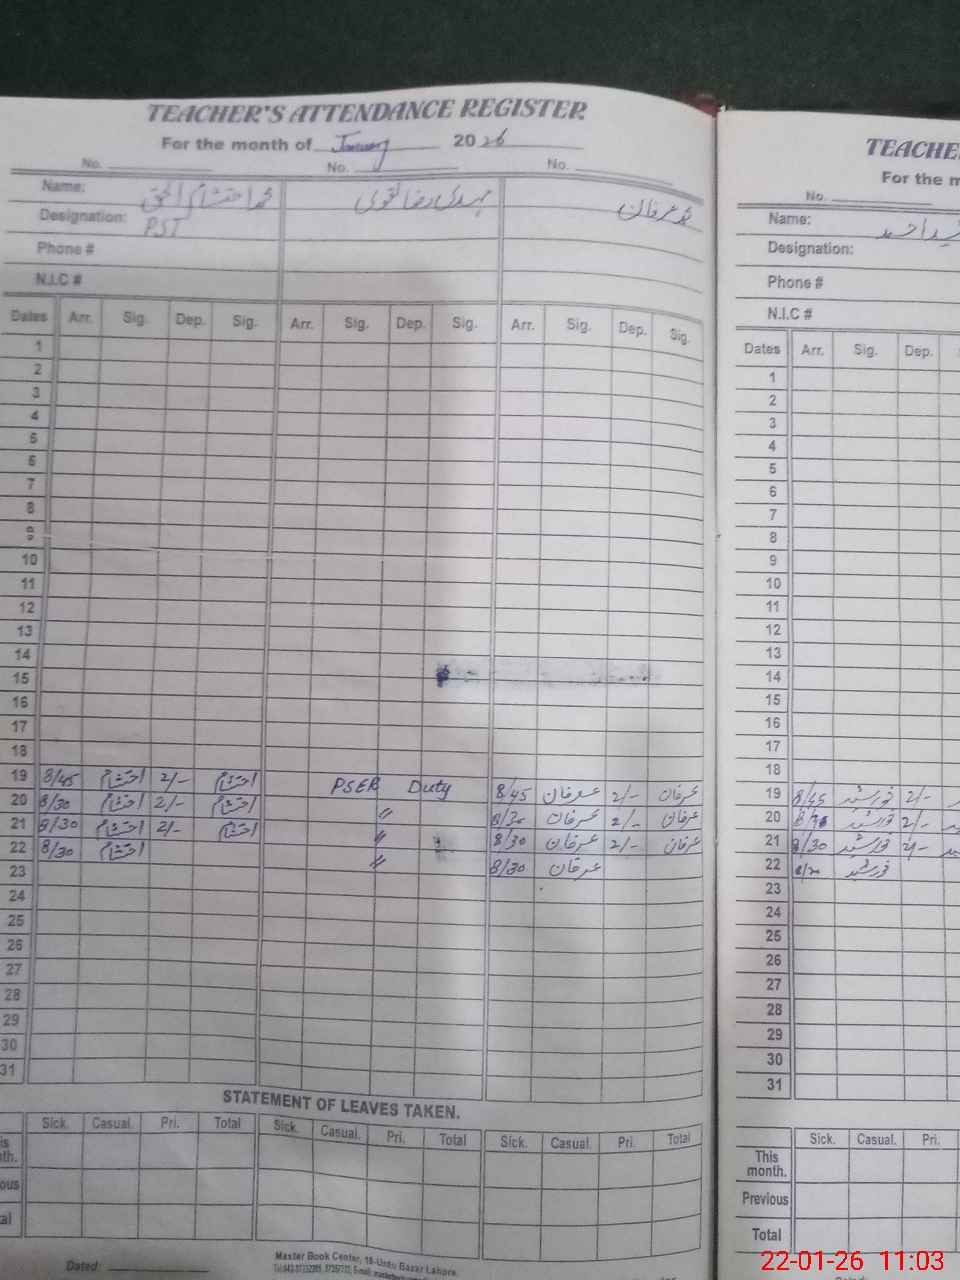 TEACHER'S ATTENDANCE REGISTER
For the month of January 2026
No. No. No.
Name: محمد احتشام الحق مہدی رضا نقوی محمد عرفان
Designation: PST
Phone #
N.I.C #
Dates Arr. Sig. Dep. Sig. Arr. Sig. Dep. Sig. Arr. Sig. Dep. Sig.
1
2
3
4
5
6
7
8
9
10
11
12
13
14
15
16
17
18
19 8/45 احتشام 2/- احتشام PSER Duty 8/45 عرفان 2/- عرفان
20 8/30 احتشام 2/- احتشام 〃 8/30 عرفان 2/- عرفان
21 8/30 احتشام 2/- احتشام 〃 8/30 عرفان 2/- عرفان
22 8/30 احتشام 〃 8/30 عرفان
23
24
25
26
27
28
29
30
31
STATEMENT OF LEAVES TAKEN.
Sick. Casual. Pri. Total Sick. Casual. Pri. Total Sick. Casual. Pri. Total
is
th.
ous
al
Dated:
Master Book Center, 18-Urdu Bazar Lahore.
TEACHE
For the m
No.
Name: احمد
Designation:
Phone #
N.I.C #
Dates Arr. Sig. Dep.
1
2
3
4
5
6
7
8
9
10
11
12
13
14
15
16
17
18
19 8/45 خورشید 2/-
20 8/30 خورشید 2/-
21 8/30 خورشید 2/-
22 خورشید
23
24
25
26
27
28
29
30
31
Sick. Casual. Pri.
This
month.
Previous
Total
22-01-26 11:03